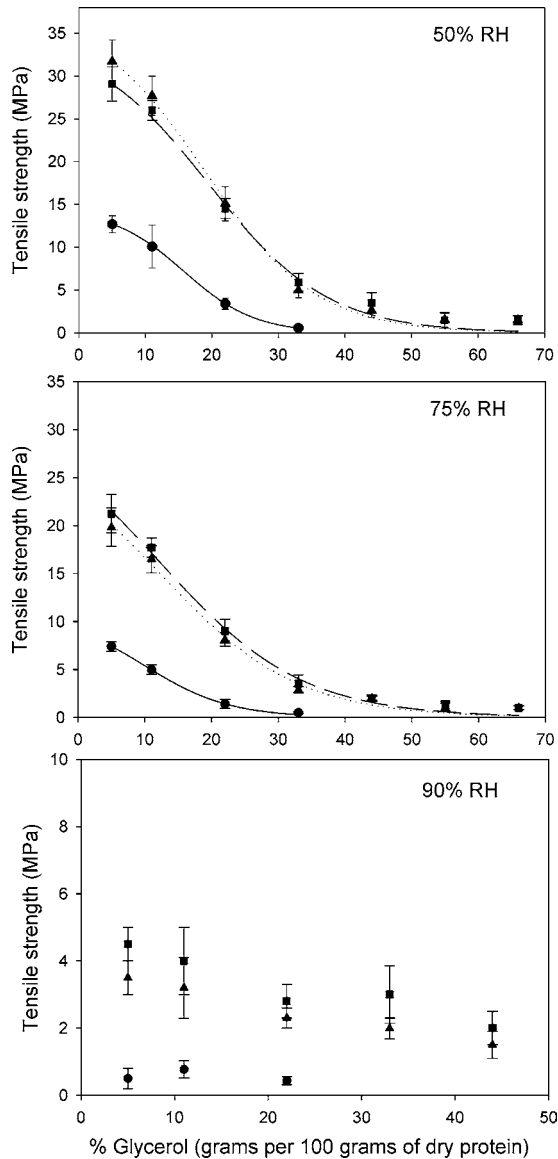 50% RH
Tensile strength (MPa)
35
30
25
20
15
10
5
0
0 10 20 30 40 50 60 70
75% RH
Tensile strength (MPa)
35
30
25
20
15
10
5
0
0 10 20 30 40 50 60 70
90% RH
Tensile strength (MPa)
10
8
6
4
2
0
0 10 20 30 40 50
% Glycerol (grams per 100 grams of dry protein)